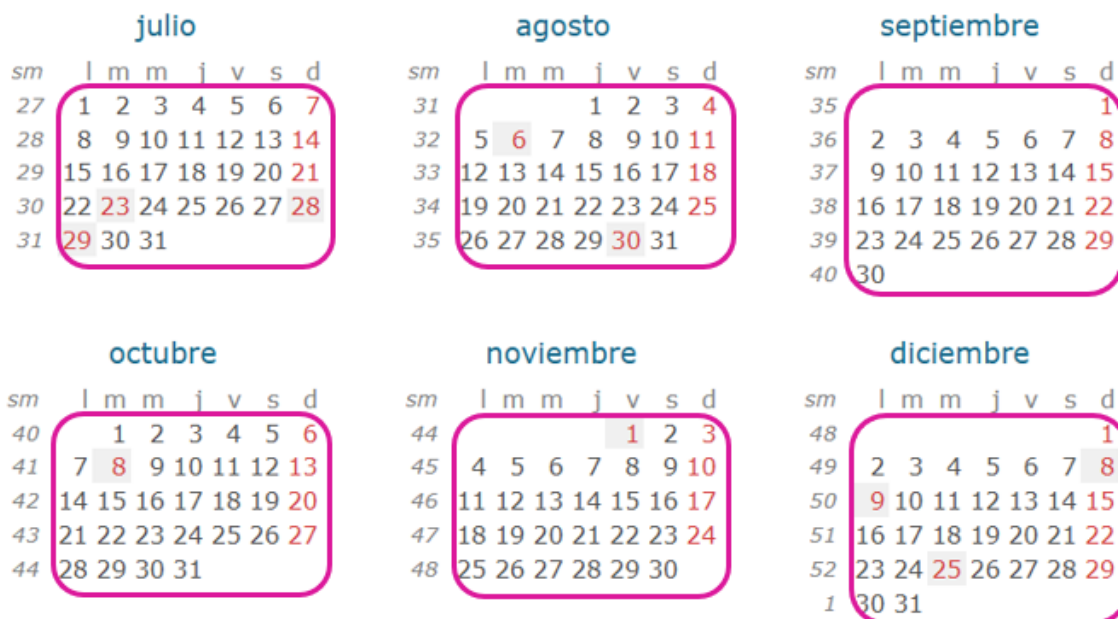 julio
sm l m m j v s d
27 1 2 3 4 5 6 7
28 8 9 10 11 12 13 14
29 15 16 17 18 19 20 21
30 22 23 24 25 26 27 28
31 29 30 31
agosto
sm l m m j v s d
31 1 2 3 4
32 5 6 7 8 9 10 11
33 12 13 14 15 16 17 18
34 19 20 21 22 23 24 25
35 26 27 28 29 30 31
septiembre
sm l m m j v s d
35 1
36 2 3 4 5 6 7 8
37 9 10 11 12 13 14 15
38 16 17 18 19 20 21 22
39 23 24 25 26 27 28 29
40 30
octubre
sm l m m j v s d
40 1 2 3 4 5 6
41 7 8 9 10 11 12 13
42 14 15 16 17 18 19 20
43 21 22 23 24 25 26 27
44 28 29 30 31
noviembre
sm l m m j v s d
44 1 2 3
45 4 5 6 7 8 9 10
46 11 12 13 14 15 16 17
47 18 19 20 21 22 23 24
48 25 26 27 28 29 30
diciembre
sm l m m j v s d
48 1
49 2 3 4 5 6 7 8
50 9 10 11 12 13 14 15
51 16 17 18 19 20 21 22
52 23 24 25 26 27 28 29
1 30 31